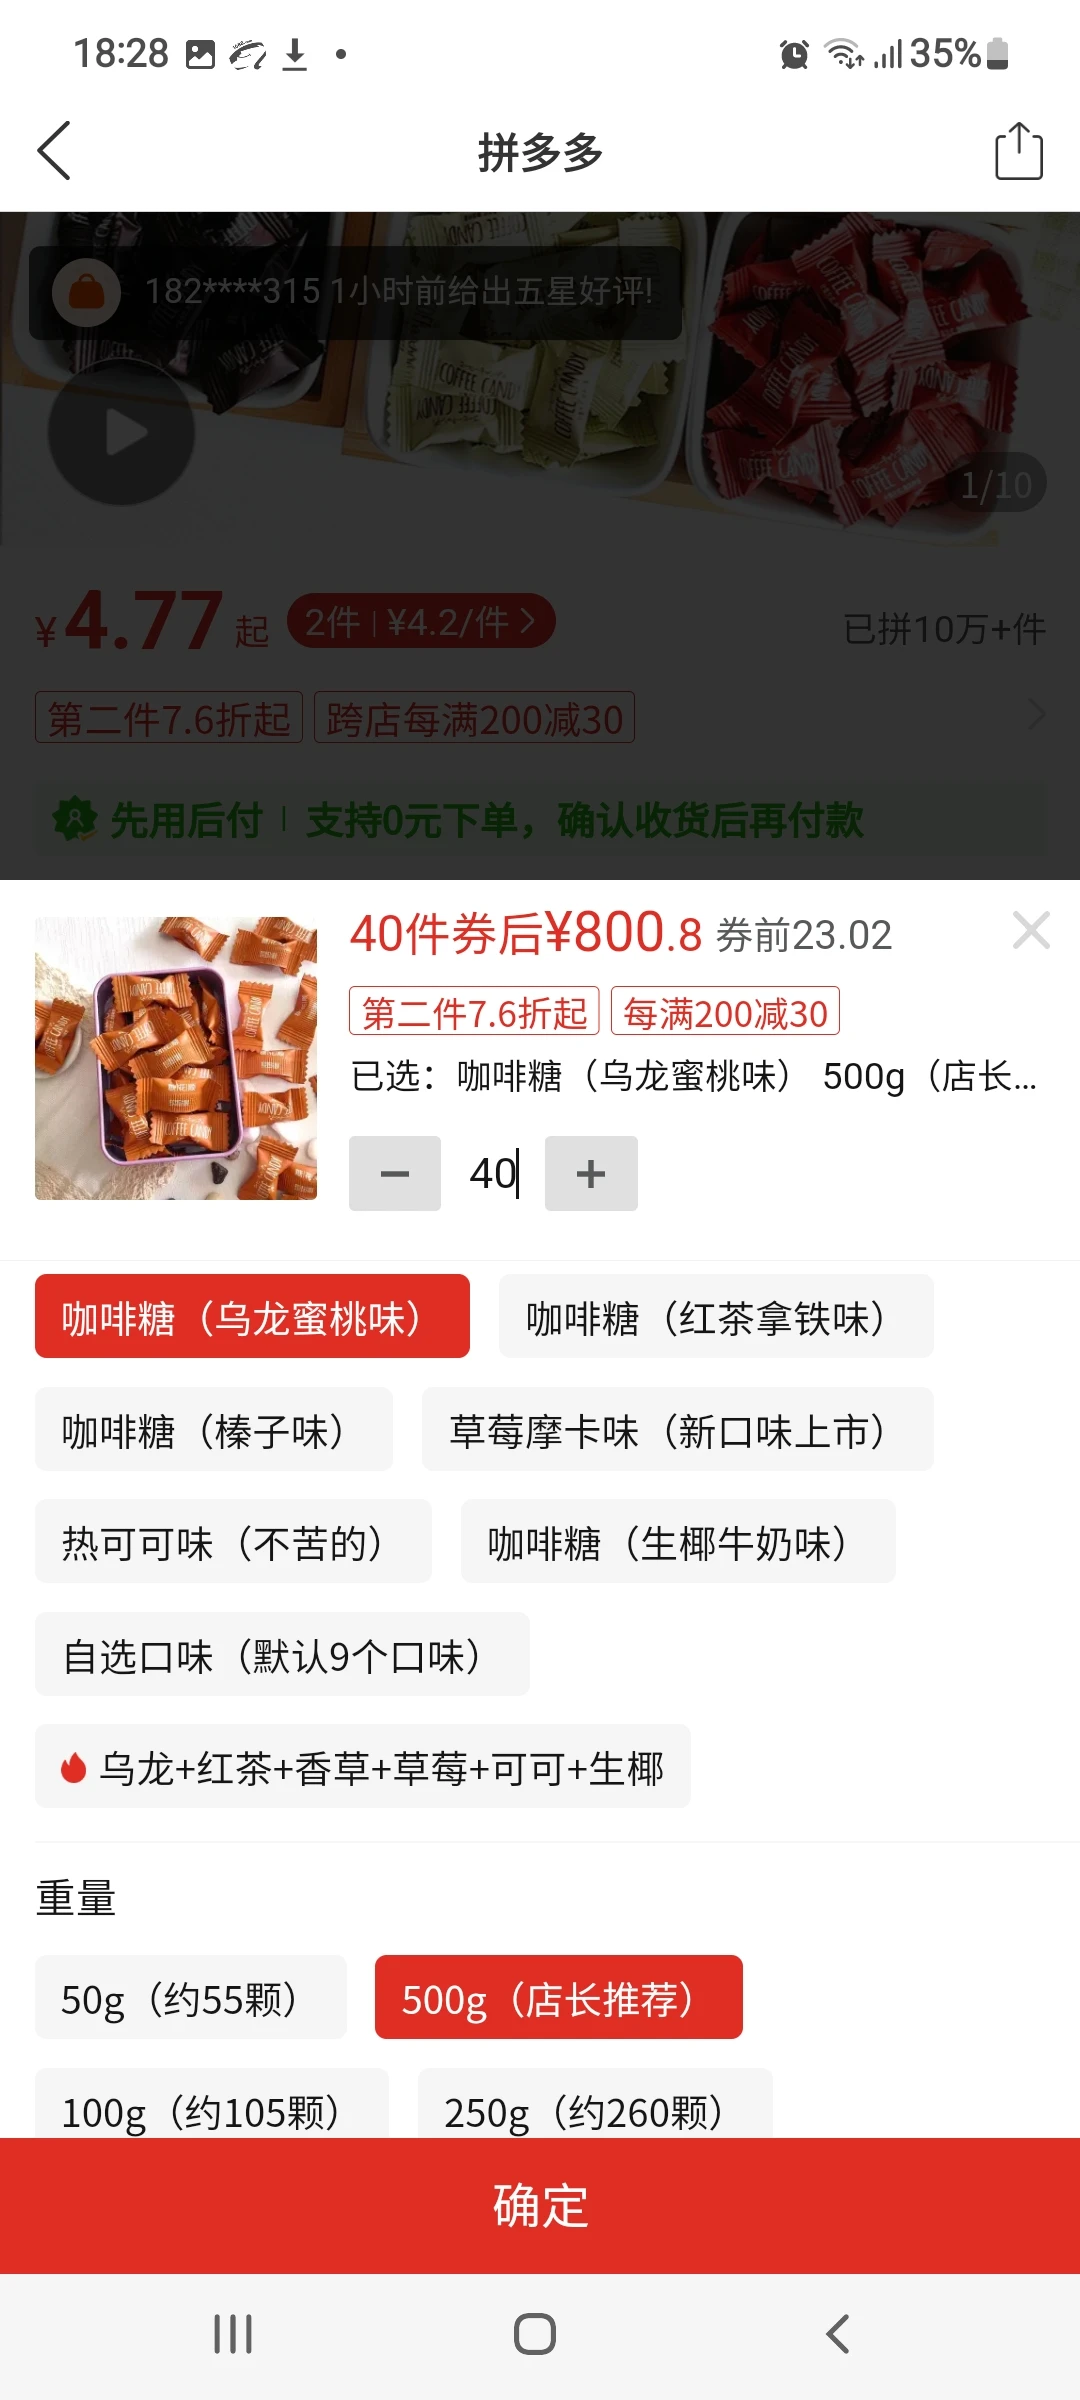 18:28
35%
拼多多
182****315 1小时前给出五星好评!
1/10
¥4.77起 2件 | ¥4.2/件 >
已拼10万+件
第二件7.6折起 跨店每满200减30
先用后付 | 支持0元下单，确认收货后再付款
40件券后¥800.8 券前23.02
第二件7.6折起 每满200减30
已选：咖啡糖（乌龙蜜桃味） 500g（店长...
40
咖啡糖（乌龙蜜桃味） 咖啡糖（红茶拿铁味）
咖啡糖（榛子味） 草莓摩卡味（新口味上市）
热可可味（不苦的） 咖啡糖（生椰牛奶味）
自选口味（默认9个口味）
乌龙+红茶+香草+草莓+可可+生椰
重量
50g（约55颗） 500g（店长推荐）
100g（约105颗） 250g（约260颗）
确定